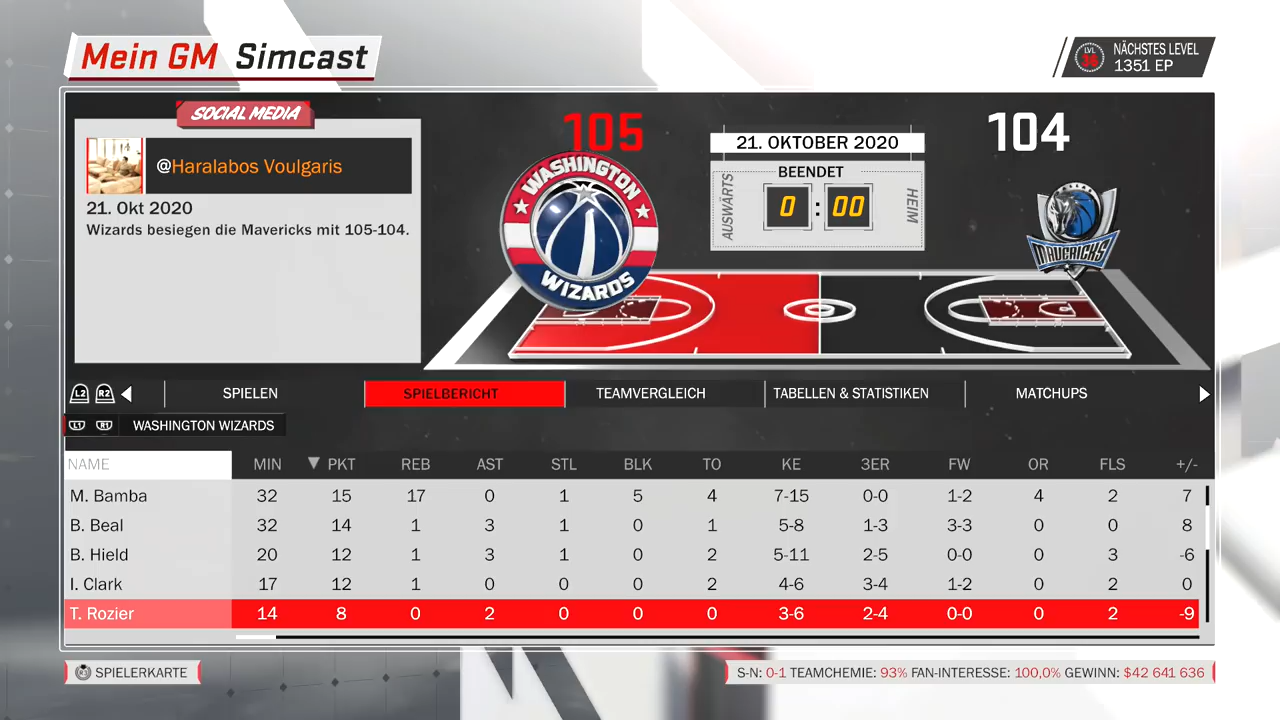 Mein GM Simcast
LVL 36 NÄCHSTES LEVEL
1351 EP
SOCIAL MEDIA
@Haralabos Voulgaris
21. Okt 2020
Wizards besiegen die Mavericks mit 105-104.
105
WASHINGTON
WIZARDS
21. OKTOBER 2020
BEENDET
AUSWÄRTS
0 : 00
HEIM
104
MAVERICKS
L2 R2 SPIELEN SPIELBERICHT TEAMVERGLEICH TABELLEN & STATISTIKEN MATCHUPS
L1 R1 WASHINGTON WIZARDS
NAME MIN PKT REB AST STL BLK TO KE 3ER FW OR FLS +/-
M. Bamba 32 15 17 0 1 5 4 7-15 0-0 1-2 4 2 7
B. Beal 32 14 1 3 1 0 1 5-8 1-3 3-3 0 0 8
B. Hield 20 12 1 3 1 0 2 5-11 2-5 0-0 0 3 -6
I. Clark 17 12 1 0 0 0 2 4-6 3-4 1-2 0 2 0
T. Rozier 14 8 0 2 0 0 0 3-6 2-4 0-0 0 2 -9
R3 SPIELERKARTE
S-N: 0-1 TEAMCHEMIE: 93% FAN-INTERESSE: 100,0% GEWINN: $42 641 636